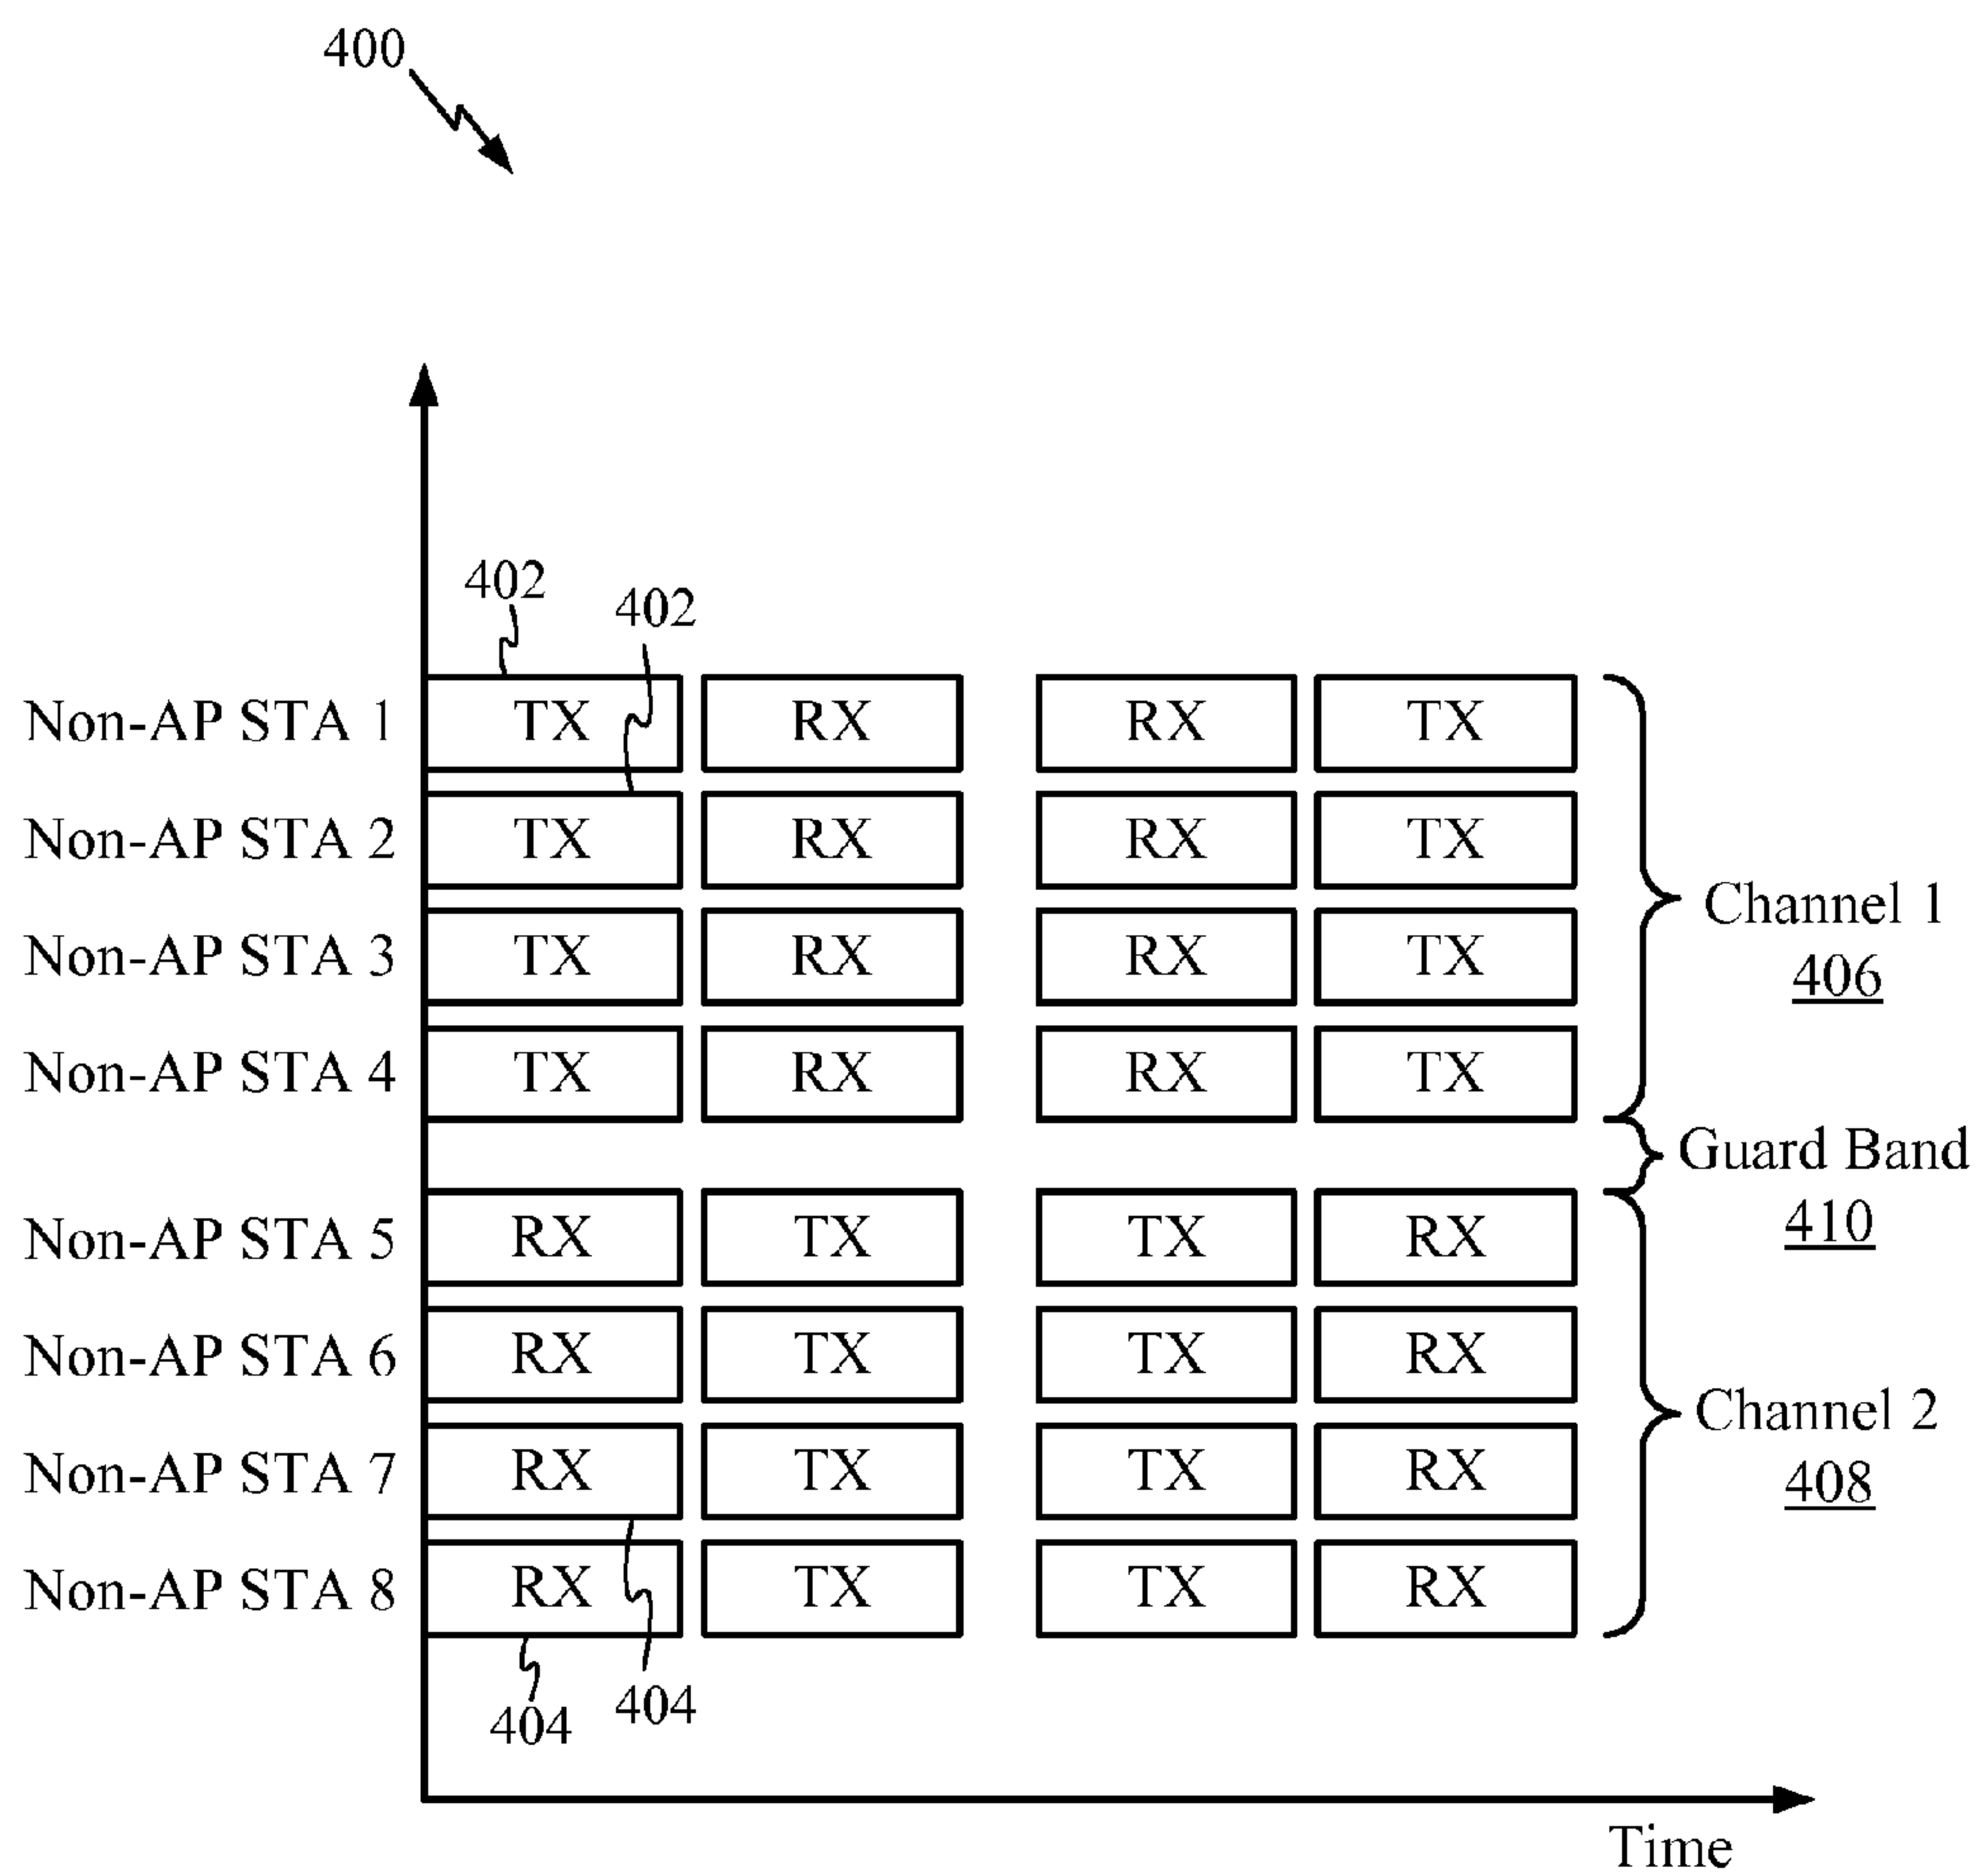 400
402
402
Non-AP STA 1 TX RX RX TX
Non-AP STA 2 TX RX RX TX
Channel 1
Non-AP STA 3 TX RX RX TX
406
Non-AP STA 4 TX RX RX TX
Guard Band
410
Non-AP STA 5 RX TX TX RX
Non-AP STA 6 RX TX TX RX
Channel 2
Non-AP STA 7 RX TX TX RX
408
Non-AP STA 8 RX TX TX RX
404
404
Time